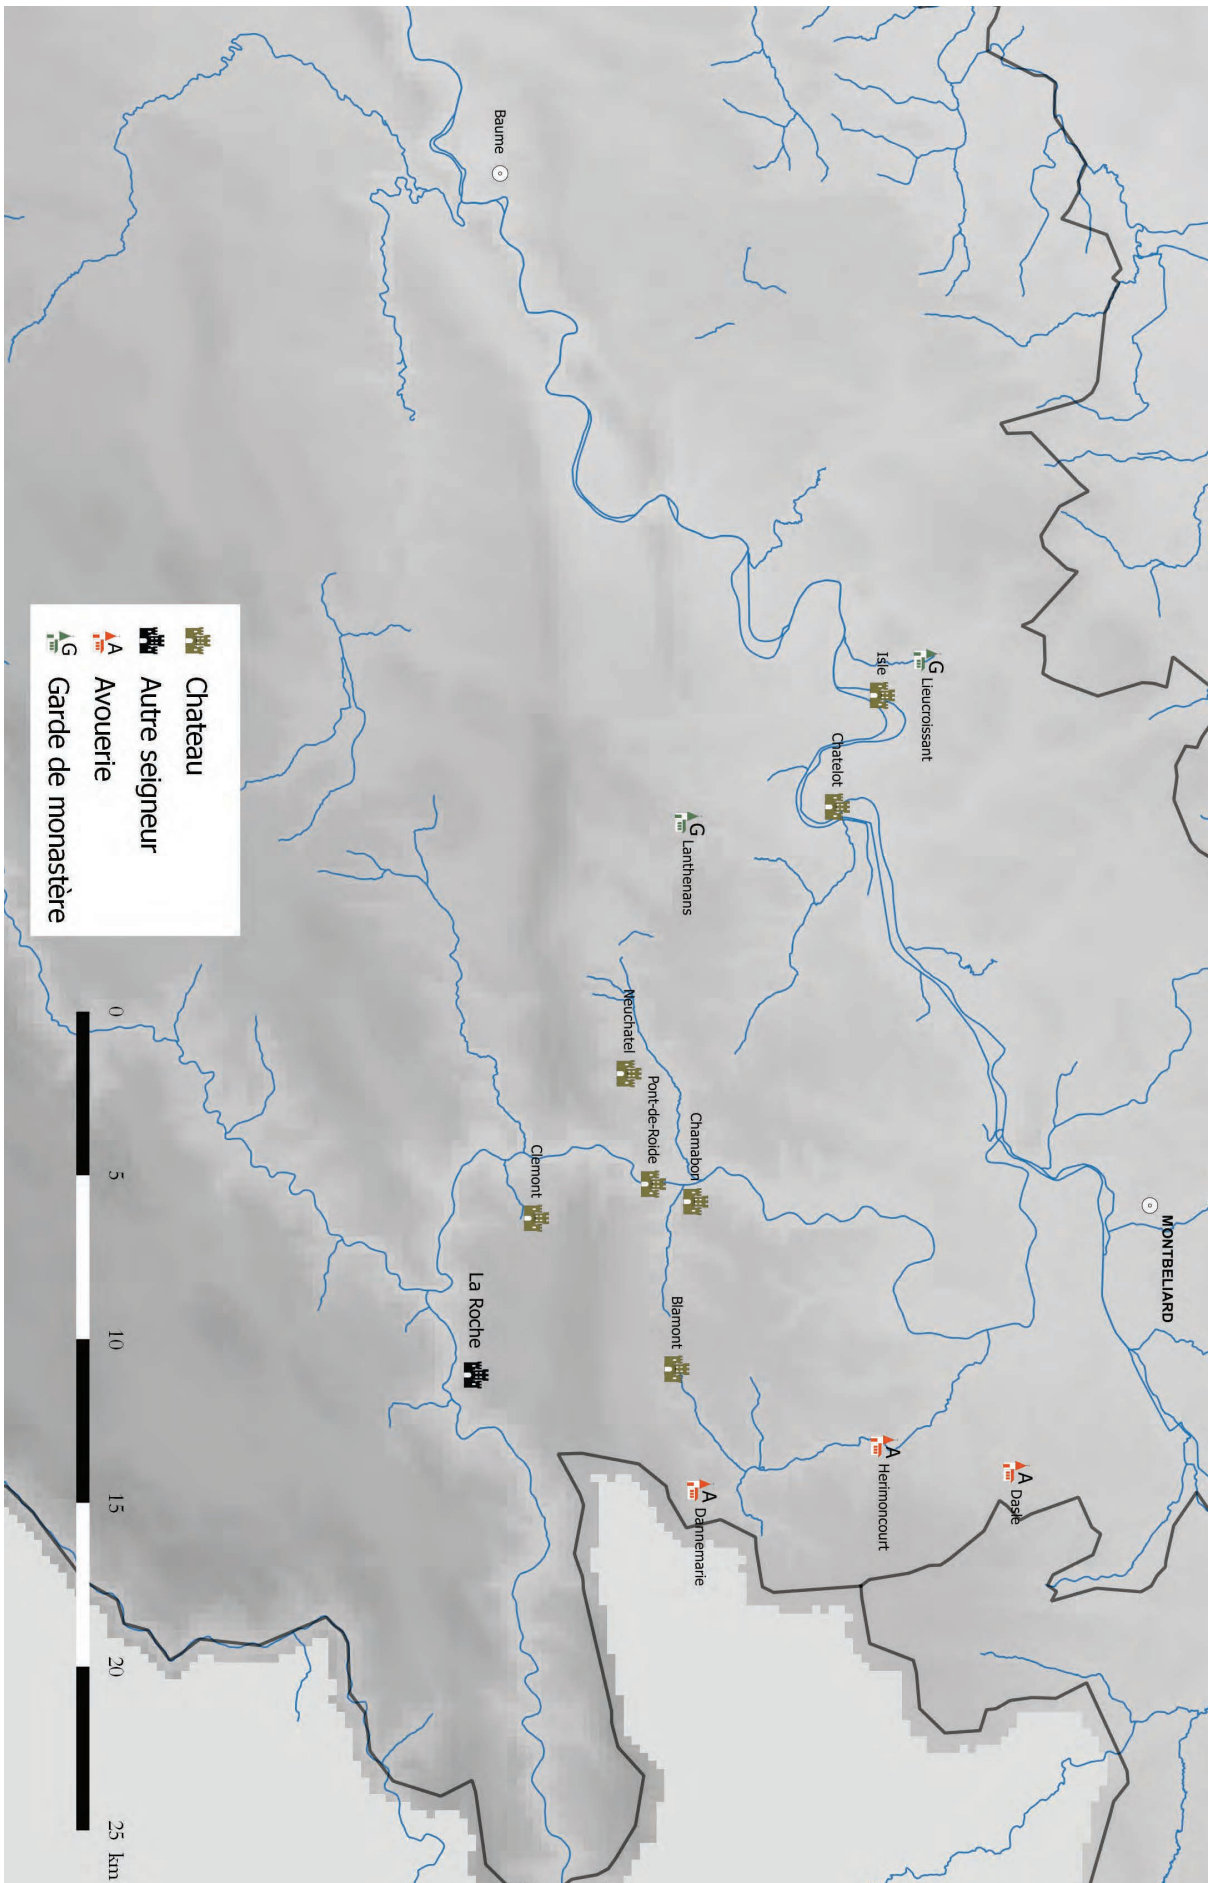 MONTBELIARD
Dasle
A
Lieucroissant
G
Isle
Herimoncourt
A
Chatelot
Lanthenans
G
Chamabon
Dannemarie
A
Blamont
Pont-de-Roide
Neuchatel
Clemont
Baume
La Roche
Chateau
Autre seigneur
A Avouerie
G Garde de monastère
0 5 10 15 20 25 km